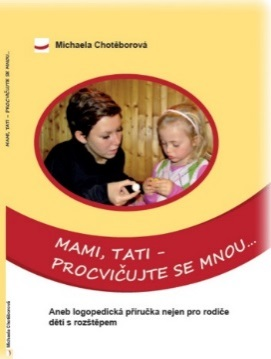 Michaela Chotěborová
MAMI, TATI – PROCVIČUJTE SE MNOU...
MAMI, TATI –
PROCVIČUJTE SE MNOU...
Aneb logopedická příručka nejen pro rodiče
dětí s rozštěpem
Michaela Chotěborová
1